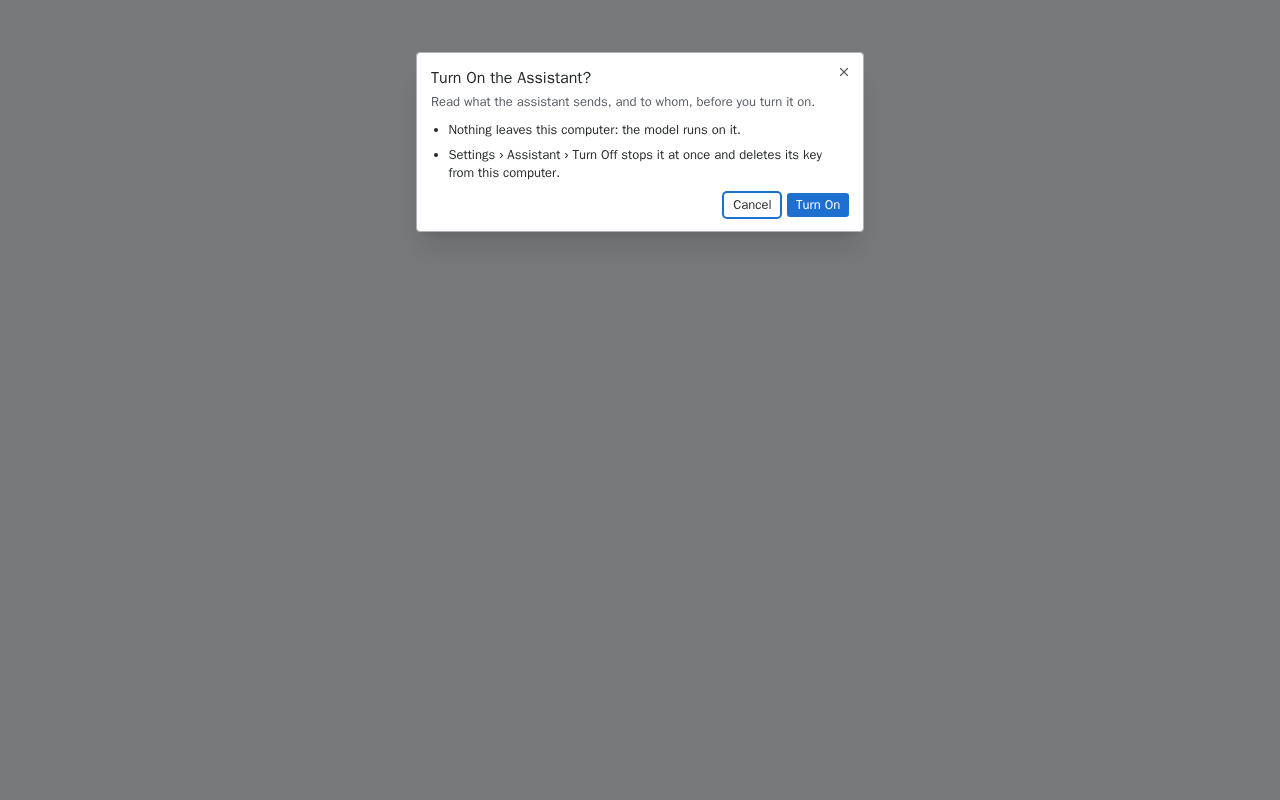 Turn On the Assistant?
Read what the assistant sends, and to whom, before you turn it on.
• Nothing leaves this computer: the model runs on it.
• Settings › Assistant › Turn Off stops it at once and deletes its key
from this computer.
Cancel
Turn On